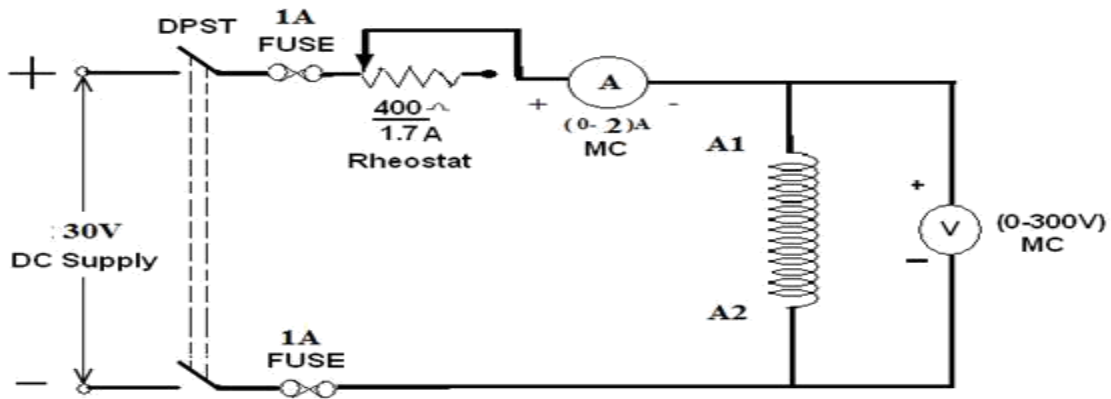 DPST
1A
FUSE
+
400
1.7 A
Rheostat
A
+ -
(0- .2)A
MC
A1
+
V
(0-300V)
MC
−
: 30V
DC Supply
A2
1A
FUSE
−